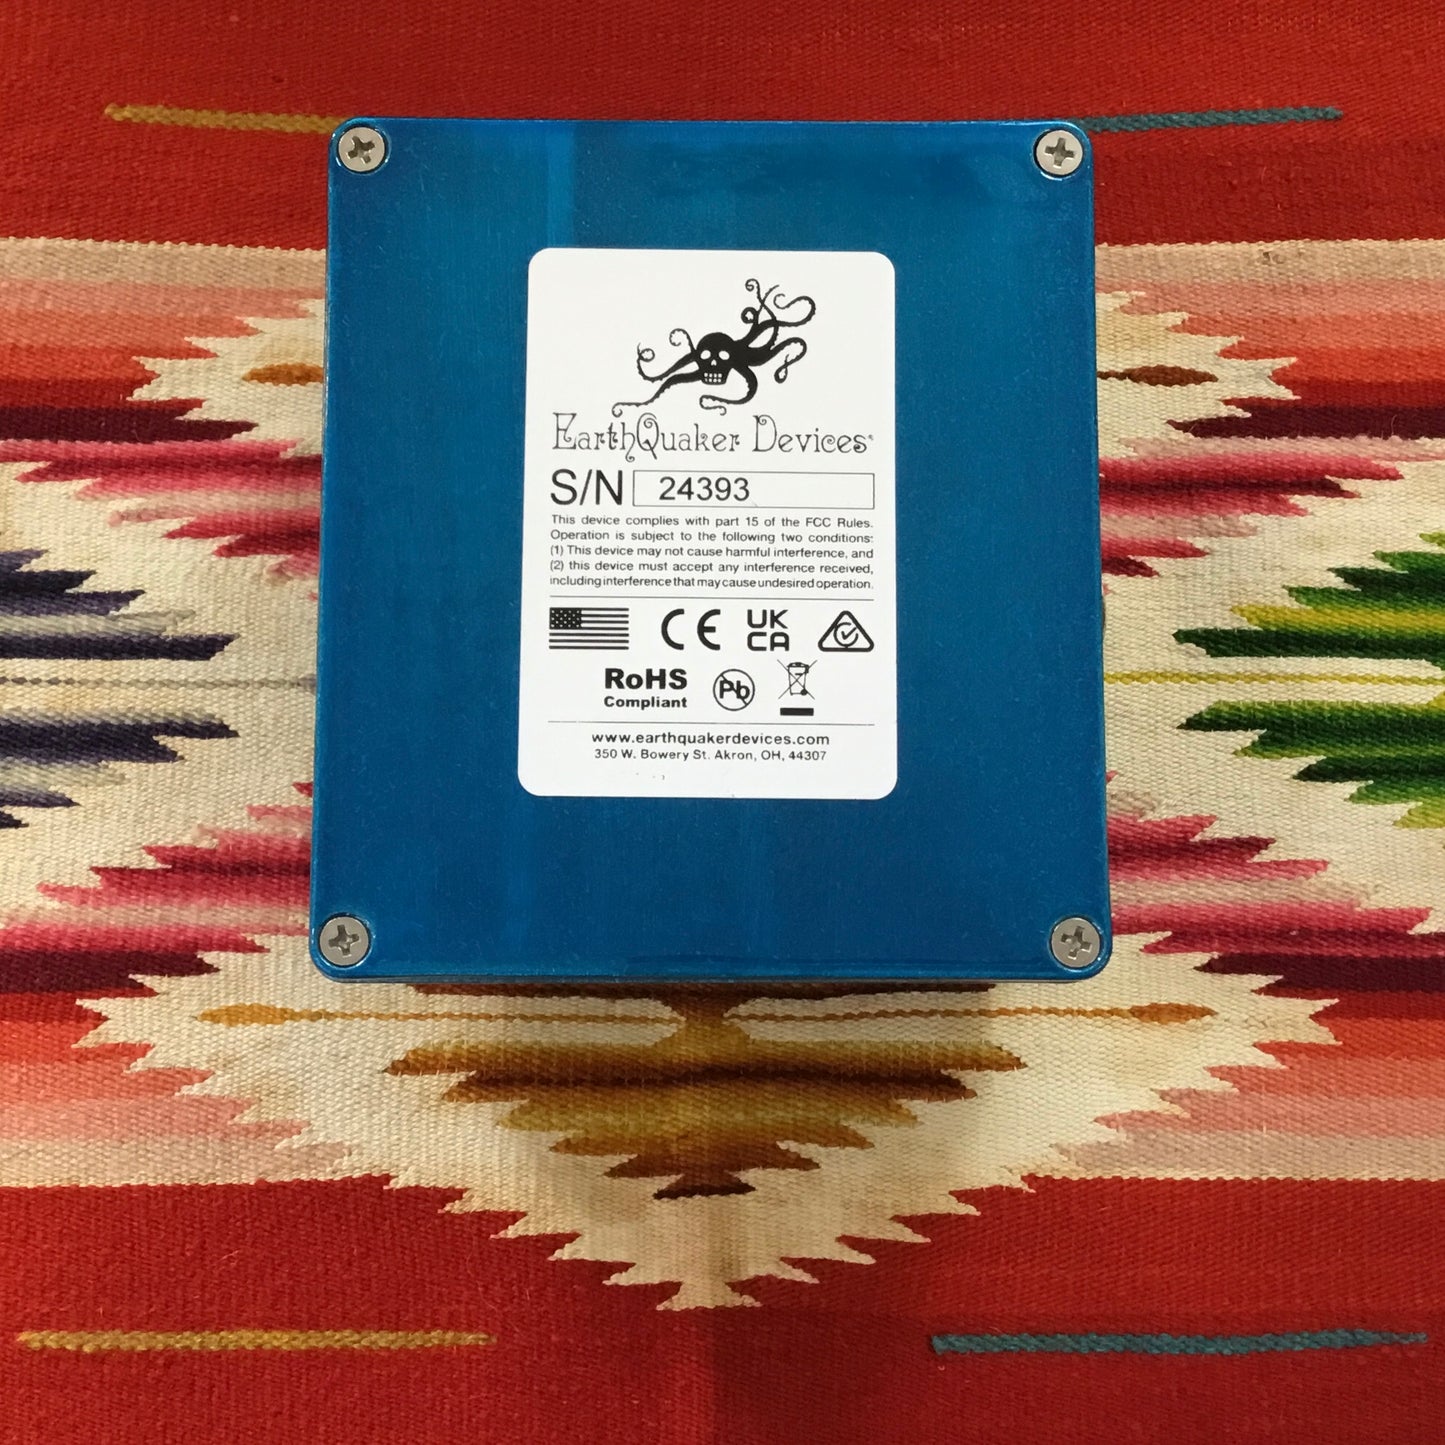 EarthQuaker Devices®
S/N 24393
This device complies with part 15 of the FCC Rules.
Operation is subject to the following two conditions:
(1) This device may not cause harmful interference, and
(2) this device must accept any interference received,
including interference that may cause undesired operation.
CE UK
CA
RoHS
Compliant
Pb
www.earthquakerdevices.com
350 W. Bowery St. Akron, OH, 44307